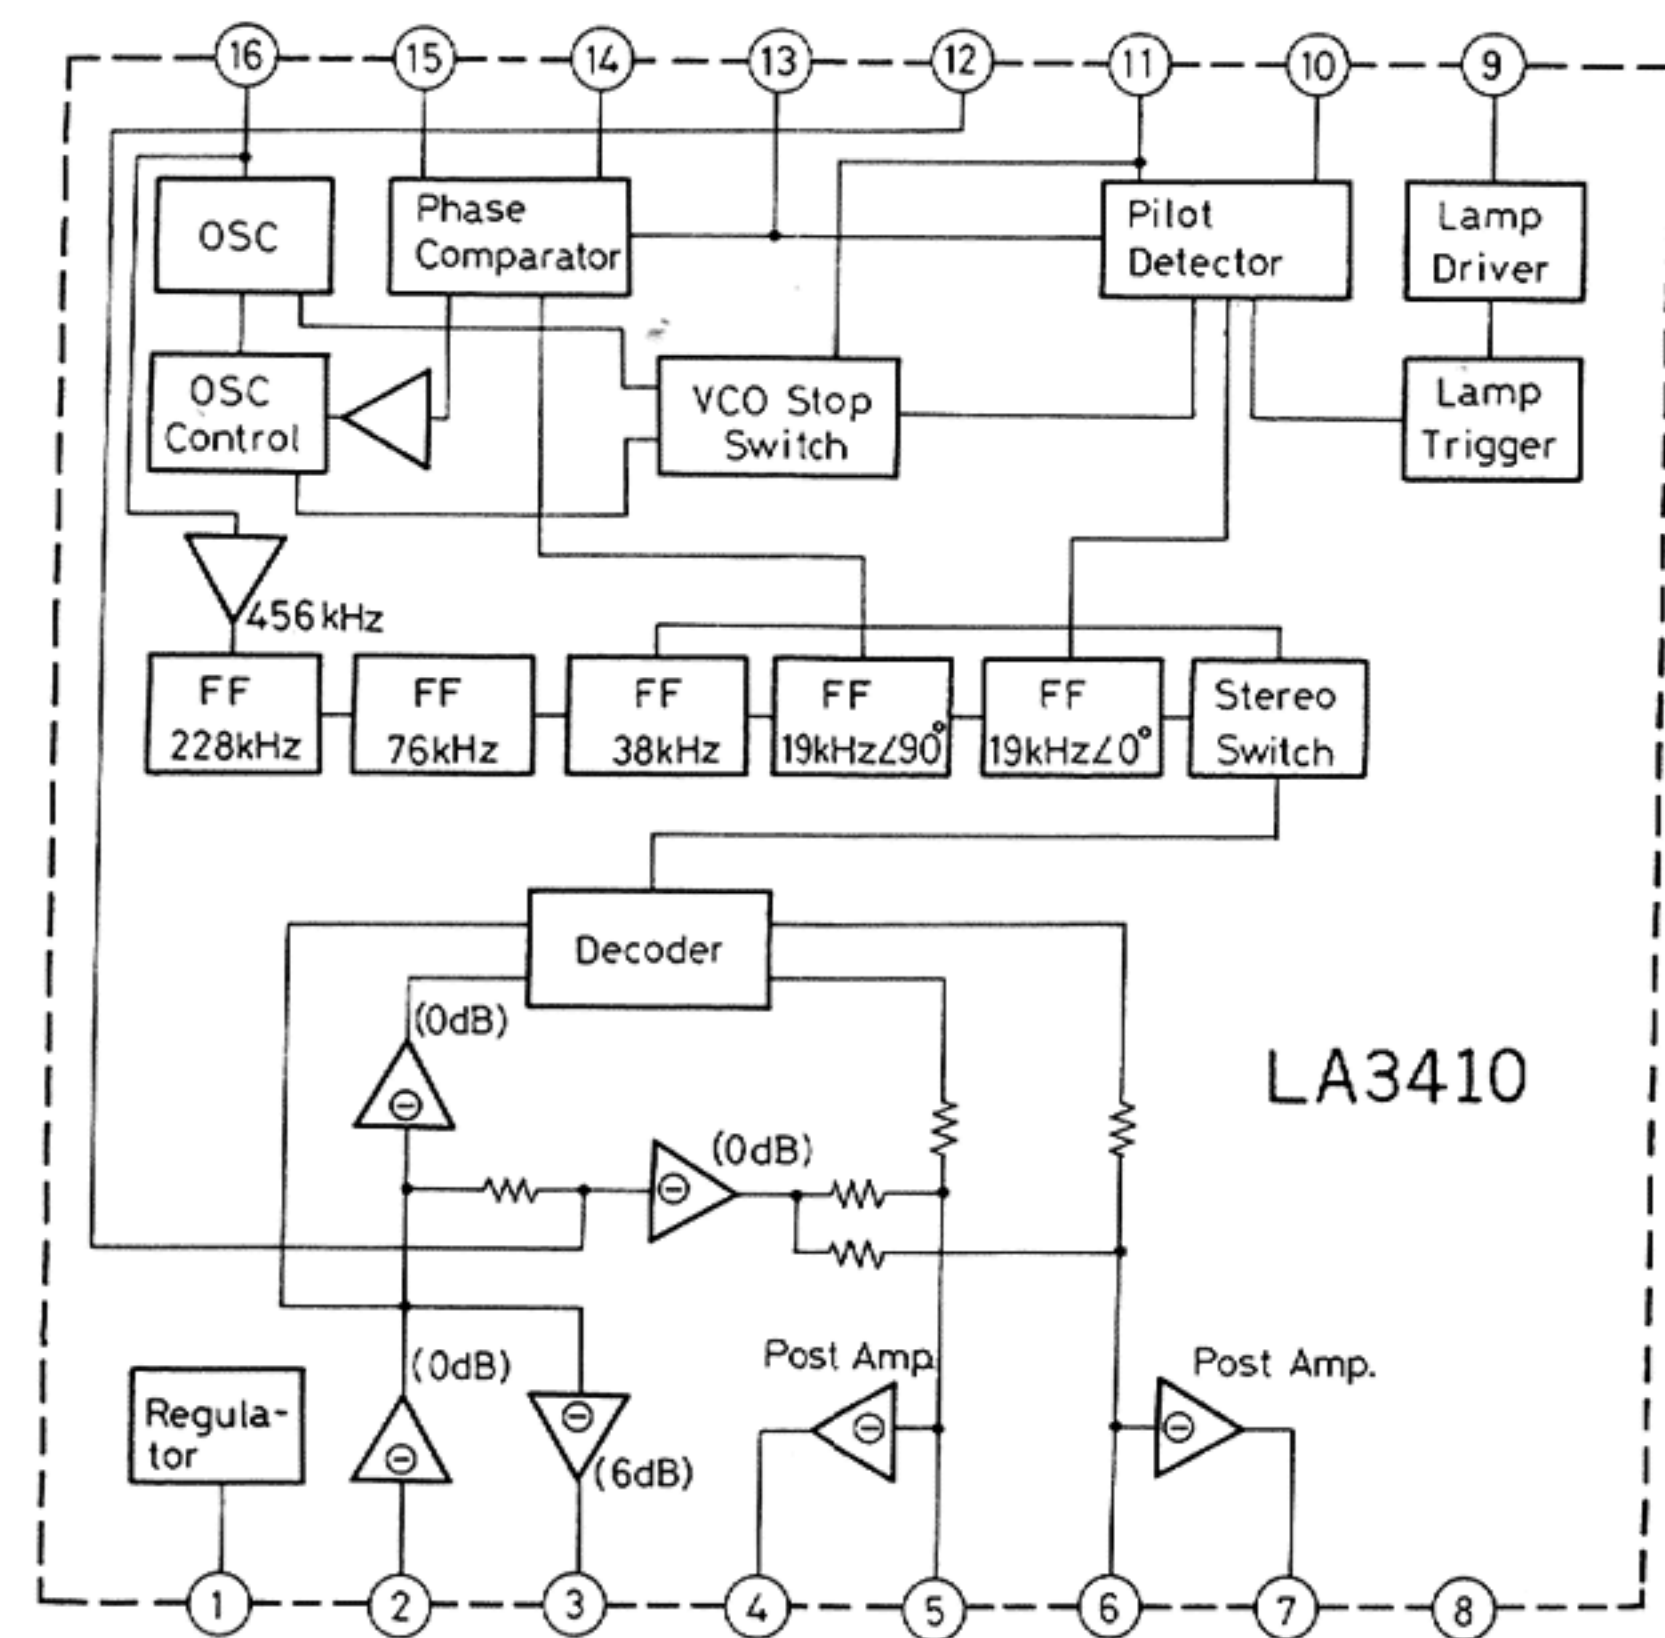 16
15
14
13
12
11
10
9
OSC
Phase
Comparator
Pilot
Detector
Lamp
Driver
OSC
Control
VCO Stop
Switch
Lamp
Trigger
456kHz
FF
228kHz
FF
76kHz
FF
38kHz
FF
19kHz∠90°
FF
19kHz∠0°
Stereo
Switch
Decoder
(0dB)
⊖
(0dB)
⊖
LA3410
Regula-
tor
(0dB)
⊖
⊖
(6dB)
Post Amp.
⊖
Post Amp.
⊖
1
2
3
4
5
6
7
8